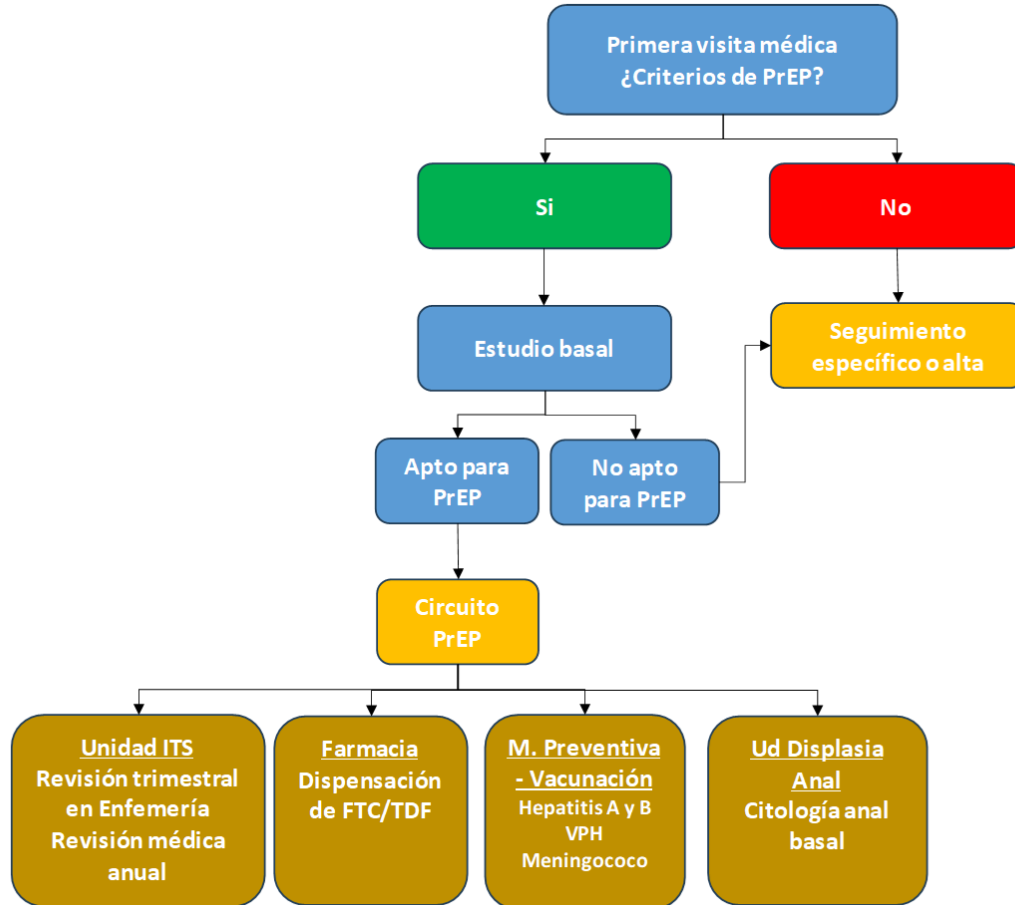 Primera visita médica
¿Criterios de PrEP?
Si
No
Estudio basal
Seguimiento
específico o alta
Apto para
PrEP
No apto
para PrEP
Circuito
PrEP
Unidad ITS
Revisión trimestral
en Enfemería
Revisión médica
anual
Farmacia
Dispensación
de FTC/TDF
M. Preventiva
- Vacunación
Hepatitis A y B
VPH
Meningococo
Ud Displasia
Anal
Citología anal
basal